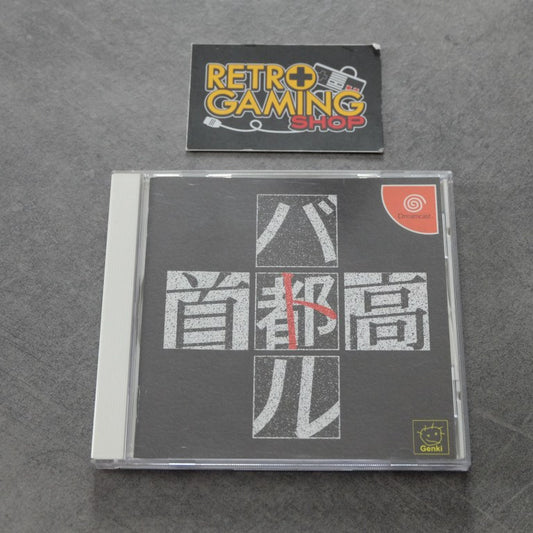 RETRO
GAMING
SHOP
Dreamcast
バ
首都高
ト
ル
Genki